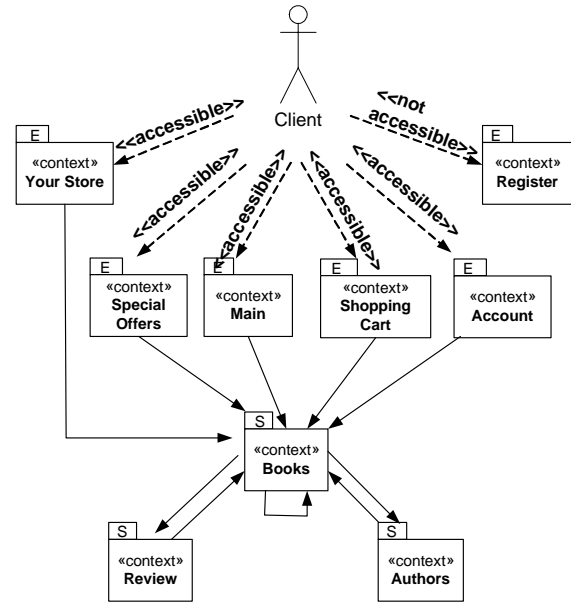 Client
<<accessible>>
<<accessible>>
<<accessible>>
<<accessible>>
<<accessible>>
<<not
accessible>>
E
«context»
Your Store
E
«context»
Register
E
«context»
Special
Offers
E
«context»
Main
E
«context»
Shopping
Cart
E
«context»
Account
S
«context»
Books
S
«context»
Review
S
«context»
Authors